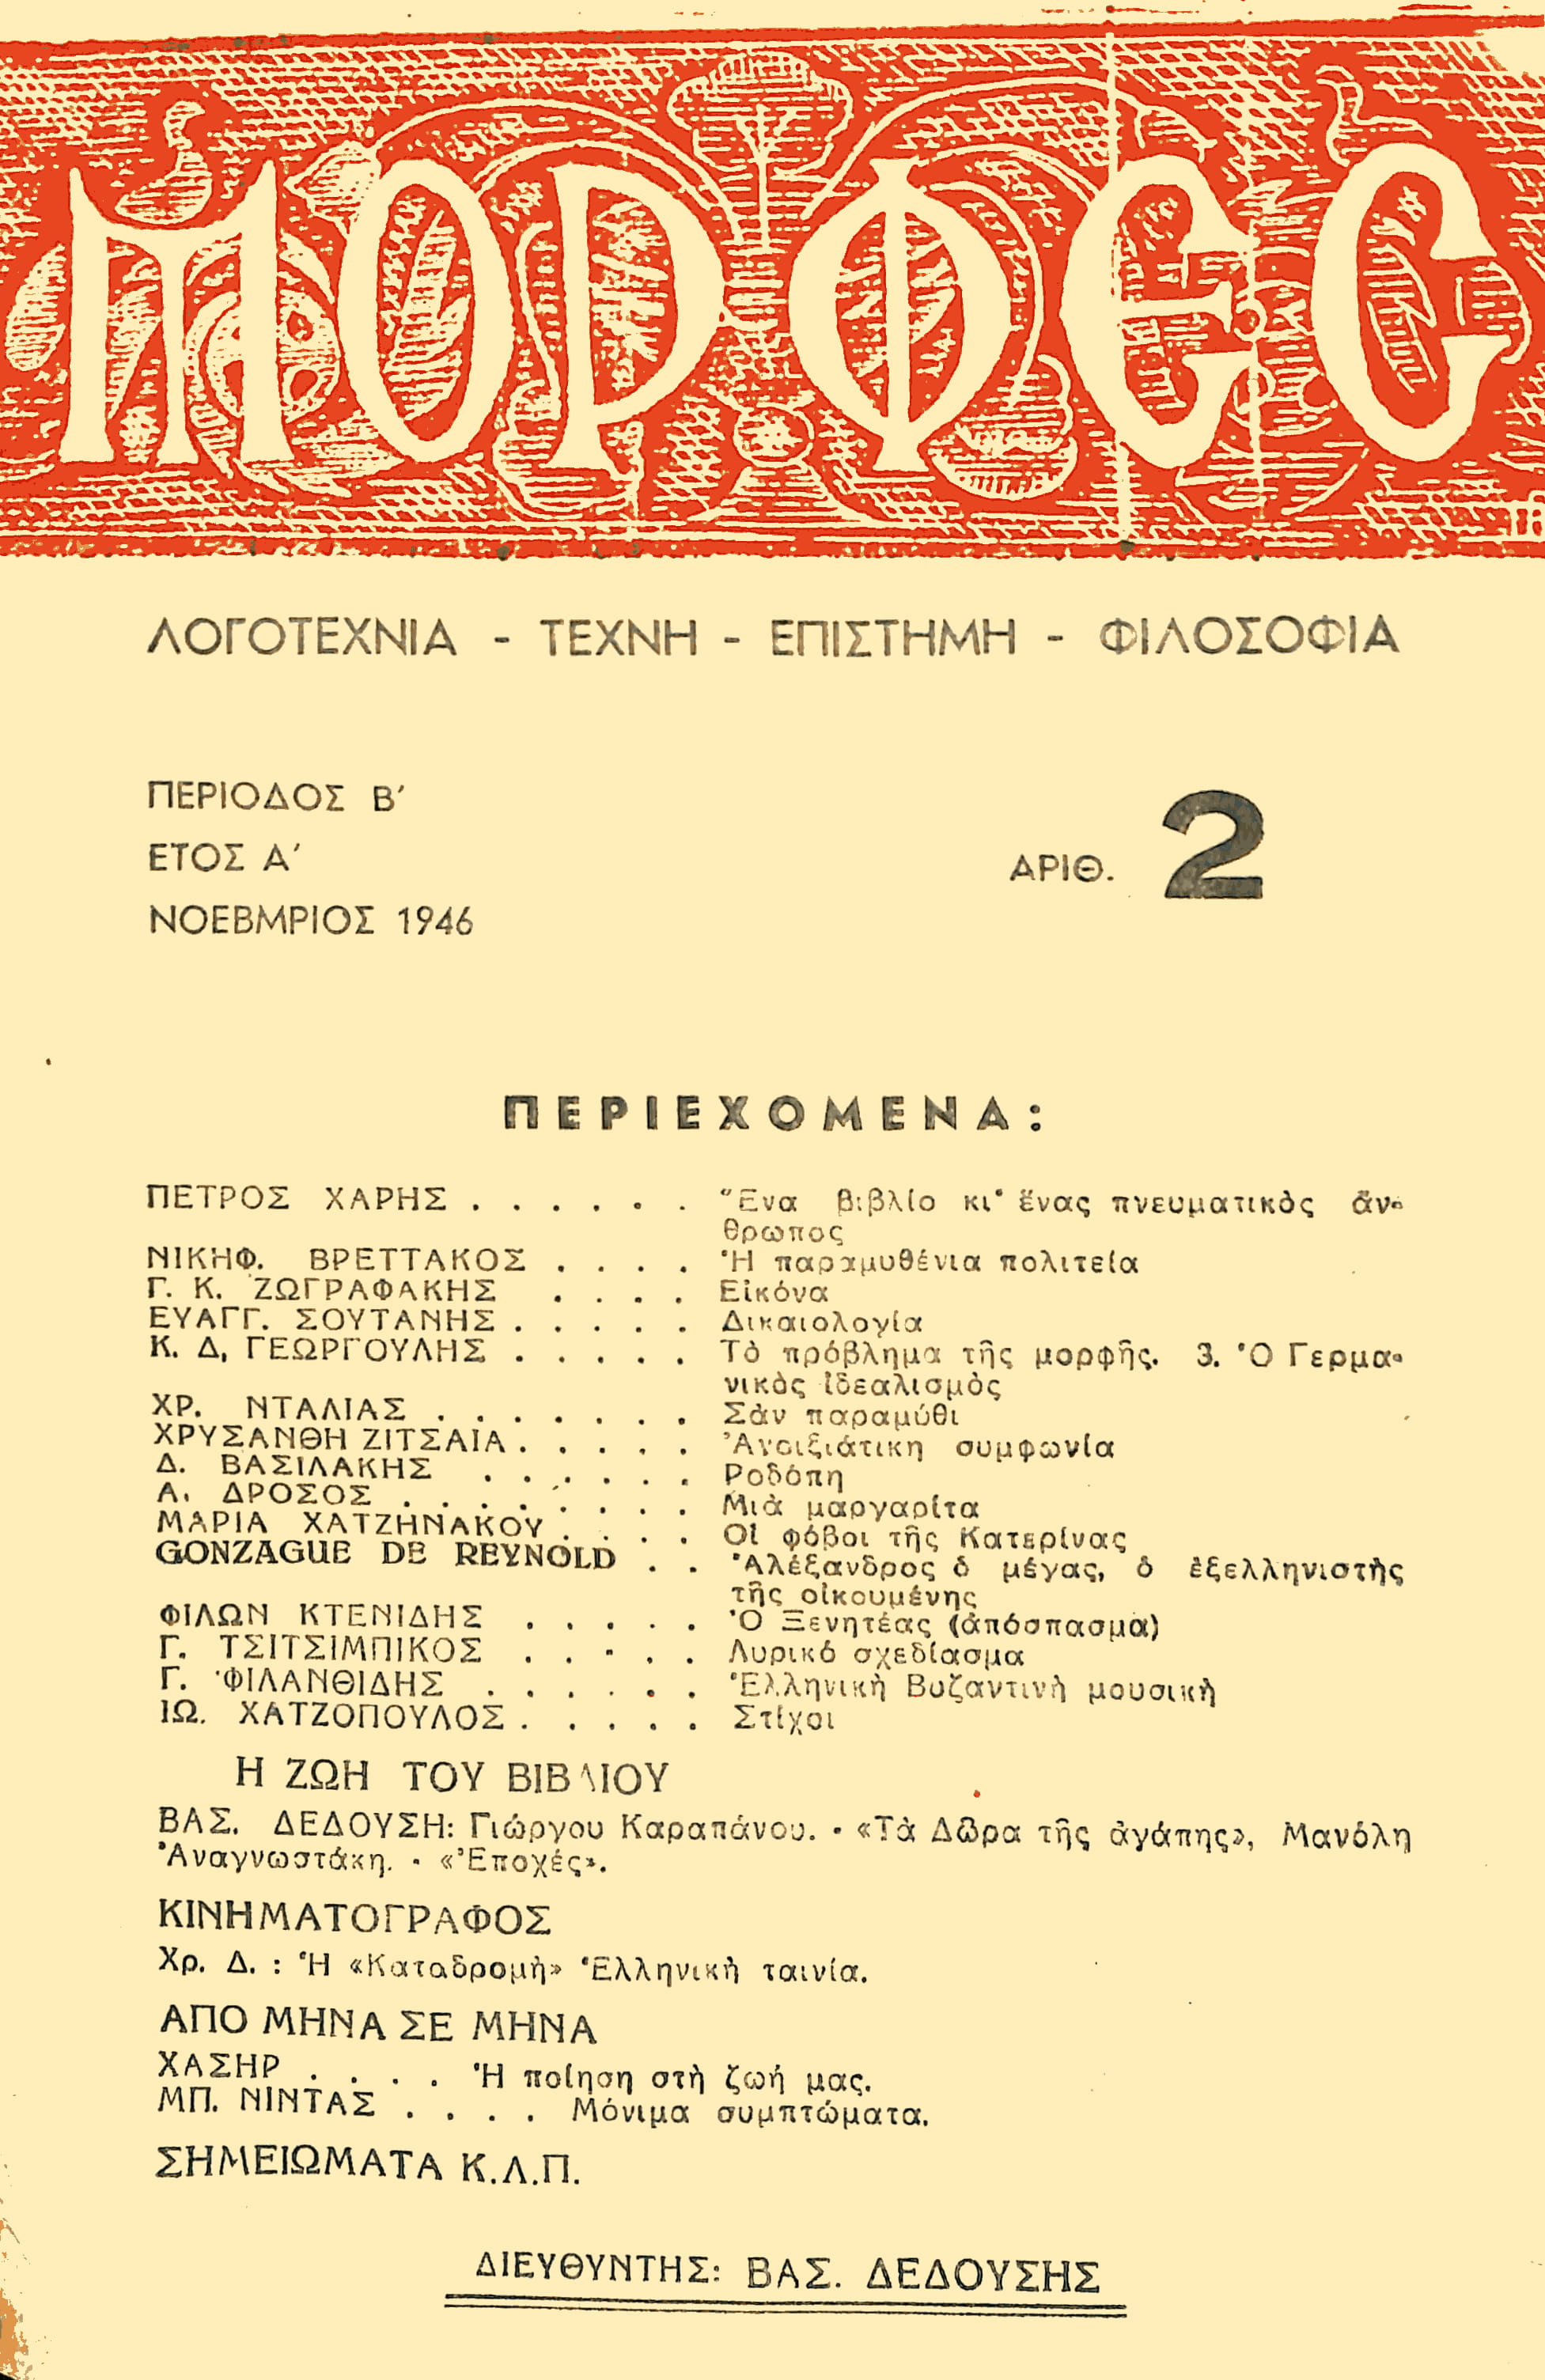 ΜΟΡΦΕС
ΛΟΓΟΤΕΧΝΙΑ - ΤΕΧΝΗ - ΕΠΙΣΤΗΜΗ - ΦΙΛΟΣΟΦΙΑ
ΠΕΡΙΟΔΟΣ Β′
ΕΤΟΣ Α′
ΝΟΕΒΜΡΙΟΣ 1946
ΑΡΙΘ. 2
ΠΕΡΙΕΧΟΜΕΝΑ:
ΠΕΤΡΟΣ ΧΑΡΗΣ . . . . . . Ἕνα βιβλίο κι' ἕνας πνευματικὸς ἄν-
θρωπος
ΝΙΚΗΦ. ΒΡΕΤΤΑΚΟΣ . . . . Ἡ παραμυθένια πολιτεία
Γ. Κ. ΖΩΓΡΑΦΑΚΗΣ . . . . Εἰκόνα
ΕΥΑΓΓ. ΣΟΥΤΑΝΗΣ . . . . . Δικαιολογία
Κ. Δ. ΓΕΩΡΓΟΥΛΗΣ . . . . . Τὸ πρόβλημα τῆς μορφῆς. 3. Ὁ Γερμα-
νικὸς ἰδεαλισμὸς
ΧΡ. ΝΤΑΛΙΑΣ . . . . . . . Σὰν παραμύθι
ΧΡΥΣΑΝΘΗ ΖΙΤΣΑΙΑ . . . . . Ἀνοιξιάτικη συμφωνία
Δ. ΒΑΣΙΛΑΚΗΣ . . . . . . Ροδόπη
Α. ΔΡΟΣΟΣ . . . . . . . . Μιὰ μαργαρίτα
ΜΑΡΙΑ ΧΑΤΖΗΝΑΚΟΥ . . . . Οἱ φόβοι τῆς Κατερίνας
GONZAGUE DE REYNOLD . . Ἀλέξανδρος ὁ μέγας, ὁ ἐξελληνιστὴς
τῆς οἰκουμένης
ΦΙΛΩΝ ΚΤΕΝΙΔΗΣ . . . . . Ὁ Ξενητέας (ἀπόσπασμα)
Γ. ΤΣΙΤΣΙΜΠΙΚΟΣ . . . . . Λυρικό σχεδίασμα
Γ. ΦΙΛΑΝΘΙΔΗΣ . . . . . . Ἑλληνικὴ Βυζαντινὴ μουσικὴ
ΙΩ. ΧΑΤΖΟΠΟΥΛΟΣ . . . . . Στίχοι
Η ΖΩΗ ΤΟΥ ΒΙΒΛΙΟΥ
ΒΑΣ. ΔΕΔΟΥΣΗ: Γιώργου Καραπάνου. - «Τὰ Δῶρα τῆς ἀγάπης», Μανόλη
Ἀναγνωστάκη. - «Ἐποχές».
ΚΙΝΗΜΑΤΟΓΡΑΦΟΣ
Χρ. Δ. : Ἡ «Καταδρομὴ» Ἑλληνικὴ ταινία.
ΑΠΟ ΜΗΝΑ ΣΕ ΜΗΝΑ
ΧΑΣΗΡ . . . . Ἡ ποίηση στὴ ζωή μας.
ΜΠ. ΝΙΝΤΑΣ . . . . Μόνιμα συμπτώματα.
ΣΗΜΕΙΩΜΑΤΑ Κ.Λ.Π.
ΔΙΕΥΘΥΝΤΗΣ: ΒΑΣ. ΔΕΔΟΥΣΗΣ